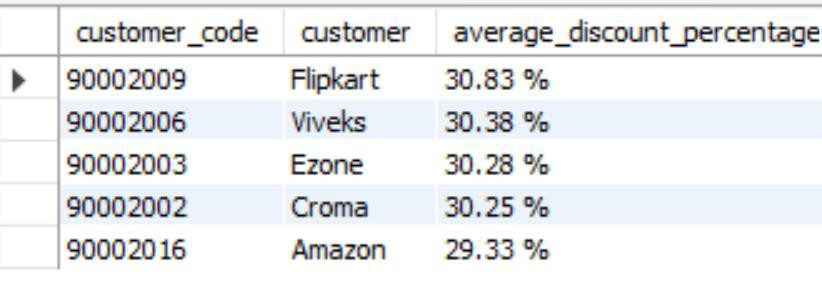 customer_code customer average_discount_percentage
90002009 Flipkart 30.83 %
90002006 Viveks 30.38 %
90002003 Ezone 30.28 %
90002002 Croma 30.25 %
90002016 Amazon 29.33 %